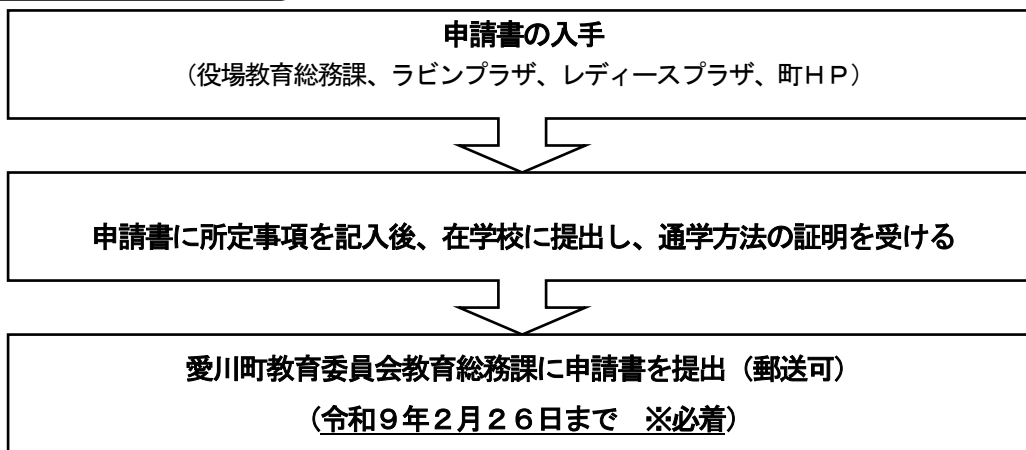 申請書の入手
（役場教育総務課、ラビンプラザ、レディースプラザ、町ＨＰ）
申請書に所定事項を記入後、在学校に提出し、通学方法の証明を受ける
愛川町教育委員会教育総務課に申請書を提出（郵送可）
（令和９年２月２６日まで　※必着）